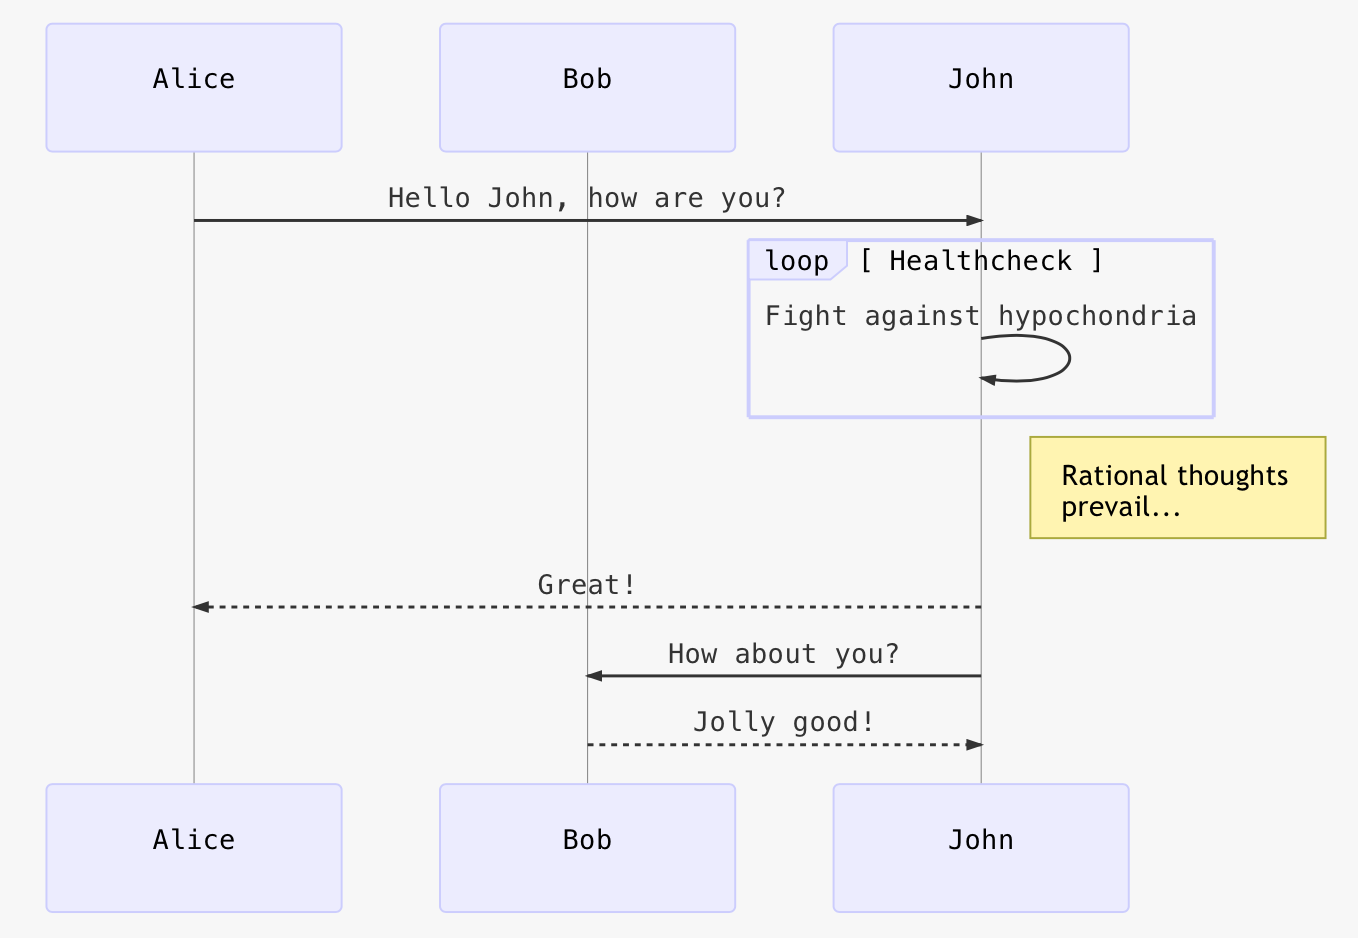 Alice
Bob
John
Hello John, how are you?
loop
[ Healthcheck ]
Fight against hypochondria
Rational thoughts
prevail...
Great!
How about you?
Jolly good!
Alice
Bob
John